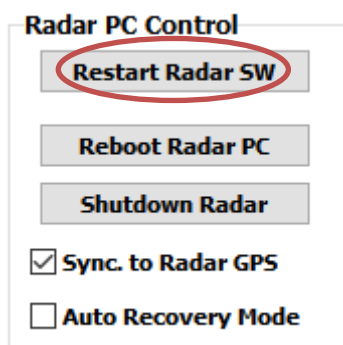 Radar PC Control
Restart Radar SW
Reboot Radar PC
Shutdown Radar
Sync. to Radar GPS
Auto Recovery Mode